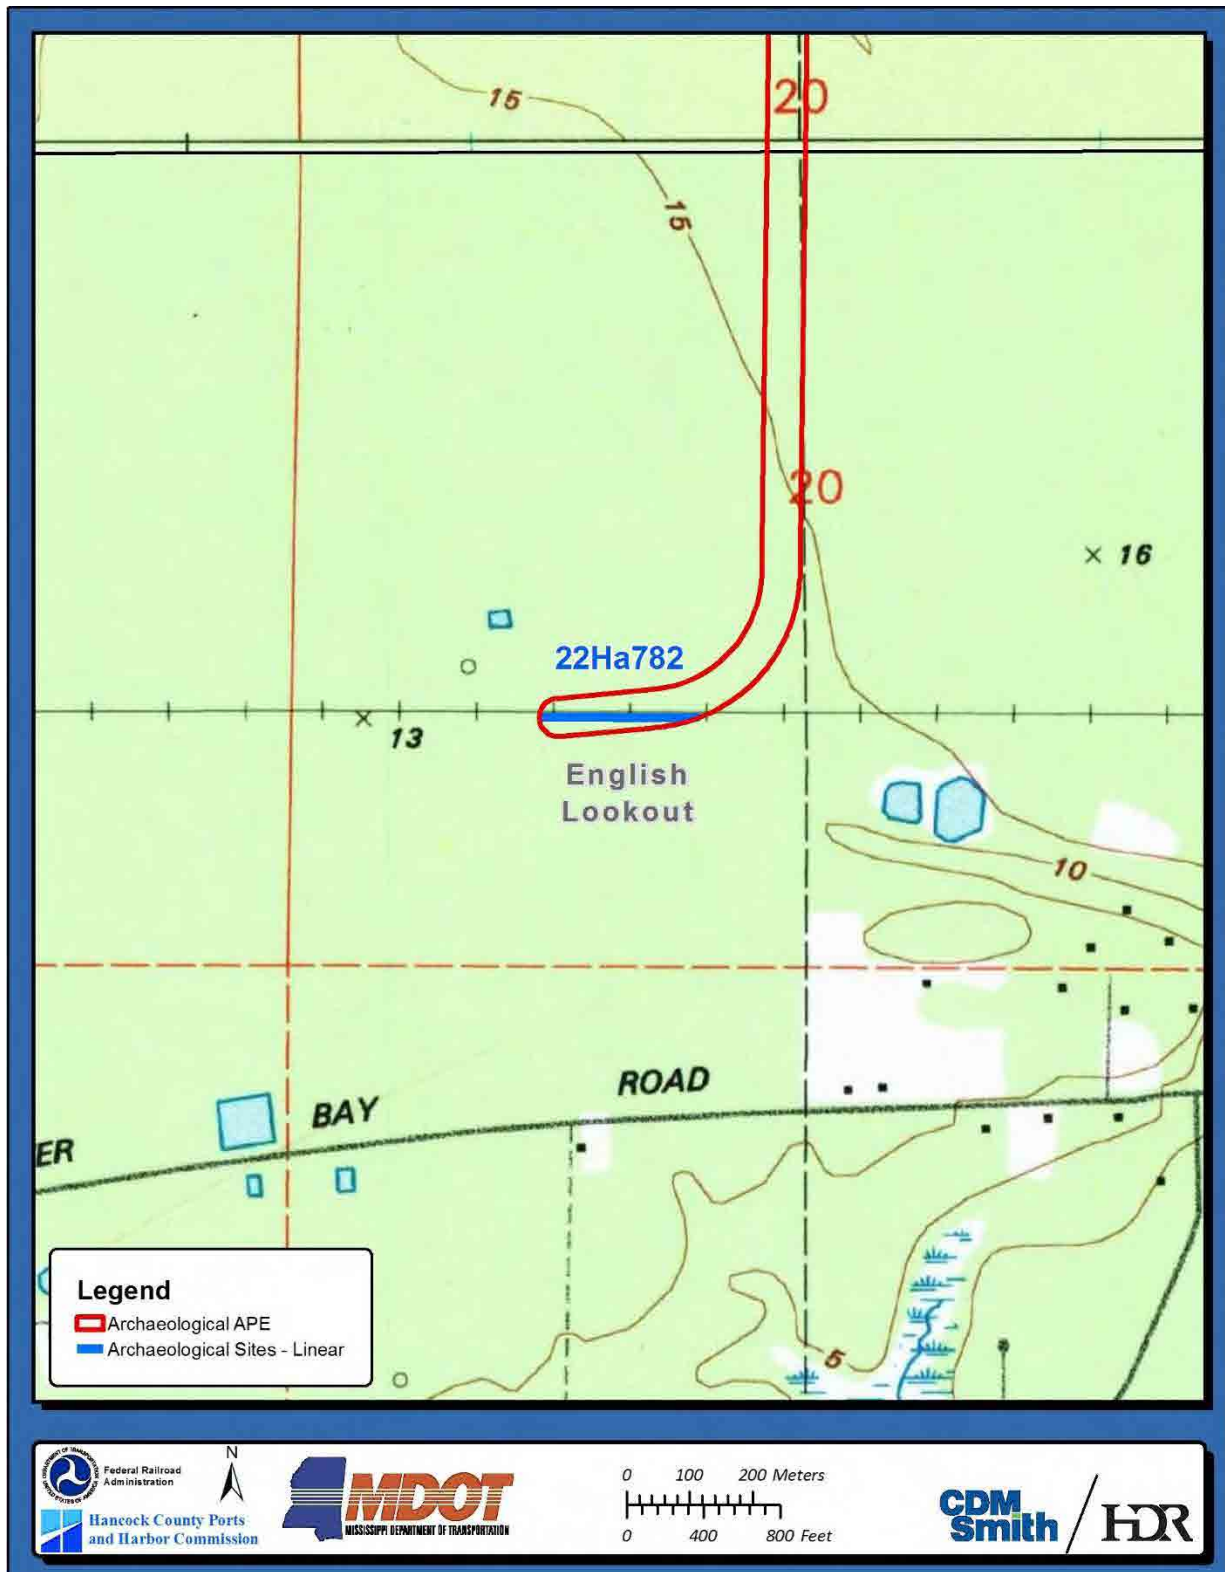 15
20
15
20
16
22Ha782
13
English
Lookout
10
ROAD
BAY
ER
5
Legend
Archaeological APE
Archaeological Sites - Linear
Federal Railroad
Administration
Hancock County Ports
and Harbor Commission
N
MDOT
MISSISSIPPI DEPARTMENT OF TRANSPORTATION
0 100 200 Meters
0 400 800 Feet
CDM
Smith
HDR